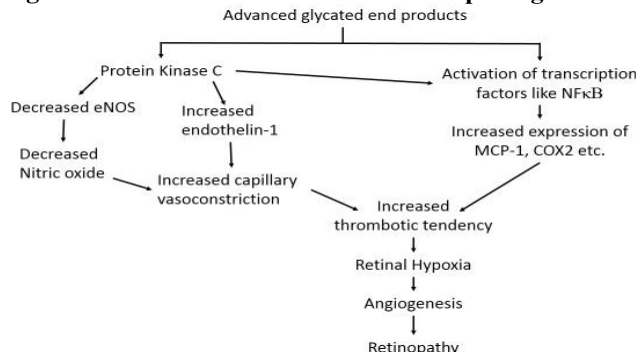 Advanced glycated end products
Protein Kinase C
Activation of transcription
factors like NFκB
Decreased eNOS
Increased
endothelin-1
Increased expression of
MCP-1, COX2 etc.
Decreased
Nitric oxide
Increased capillary
vasoconstriction
Increased
thrombotic tendency
Retinal Hypoxia
Angiogenesis
Retinopathy